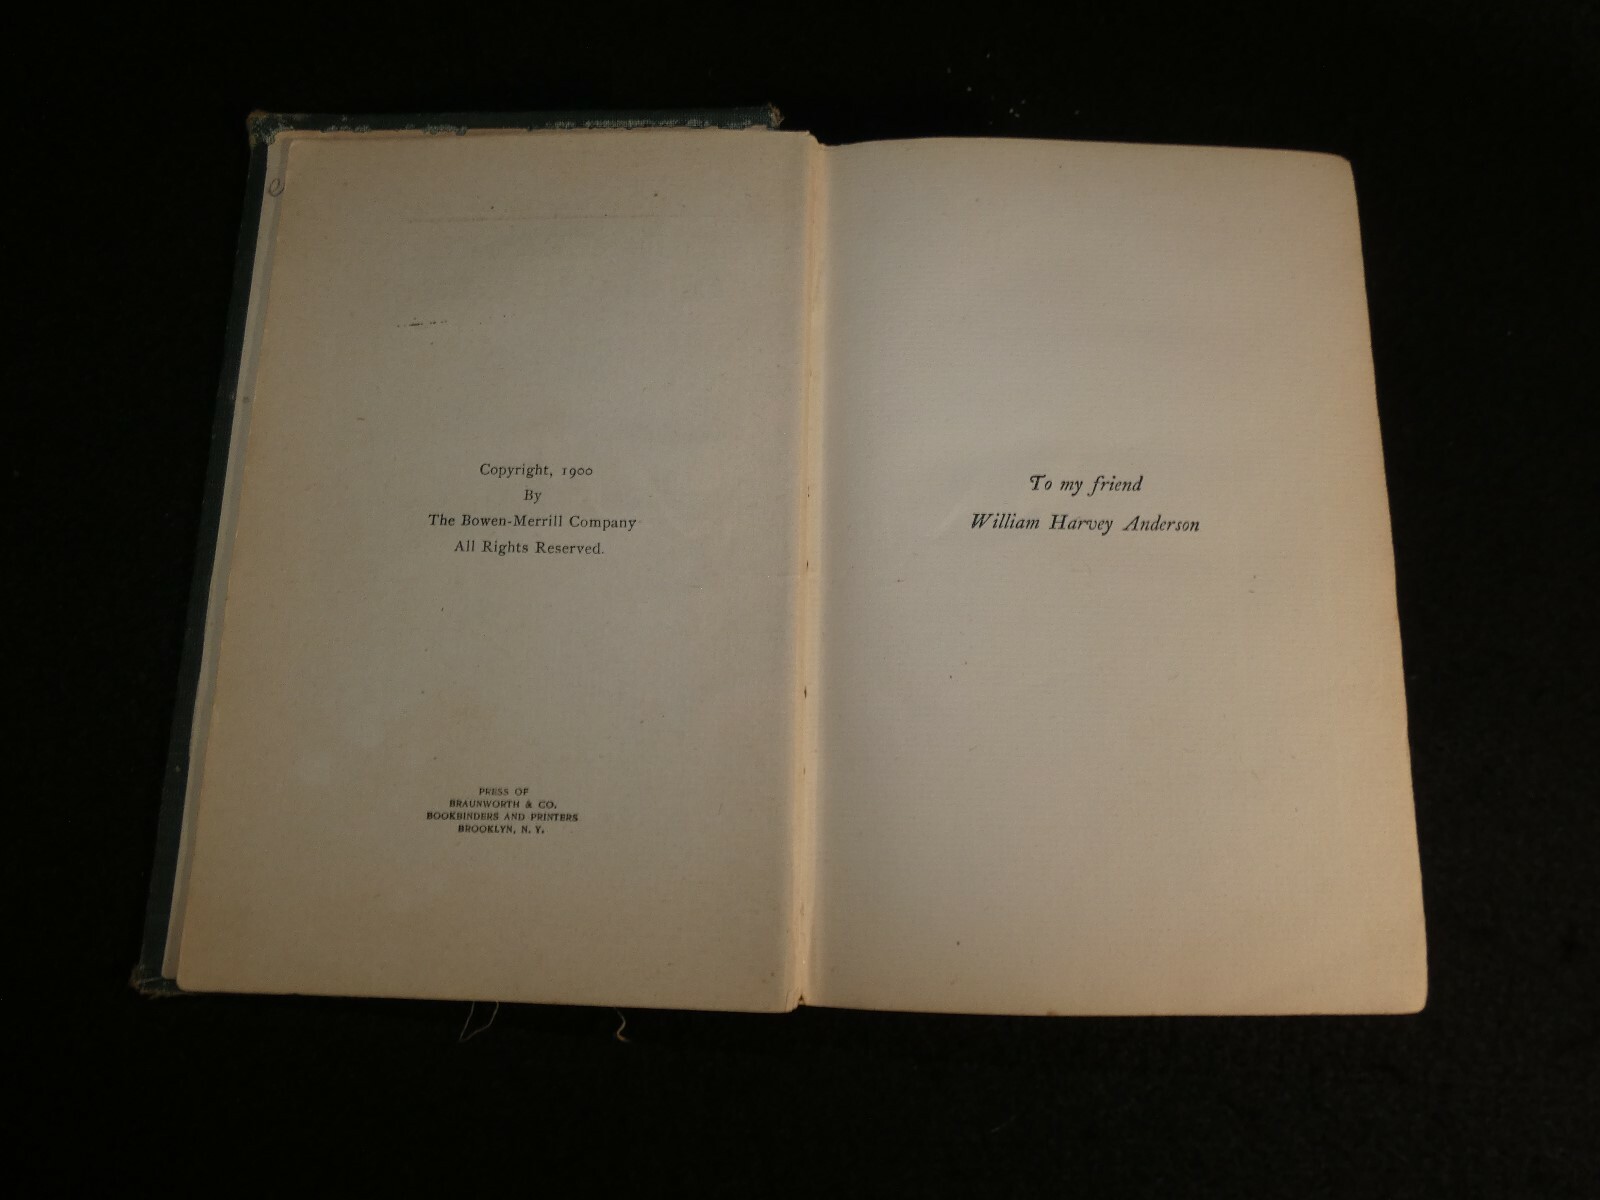 Copyright, 1900
By
The Bowen-Merrill Company
All Rights Reserved.
PRESS OF
BRAUNWORTH & CO.
BOOKBINDERS AND PRINTERS
BROOKLYN, N. Y.
To my friend
William Harvey Anderson